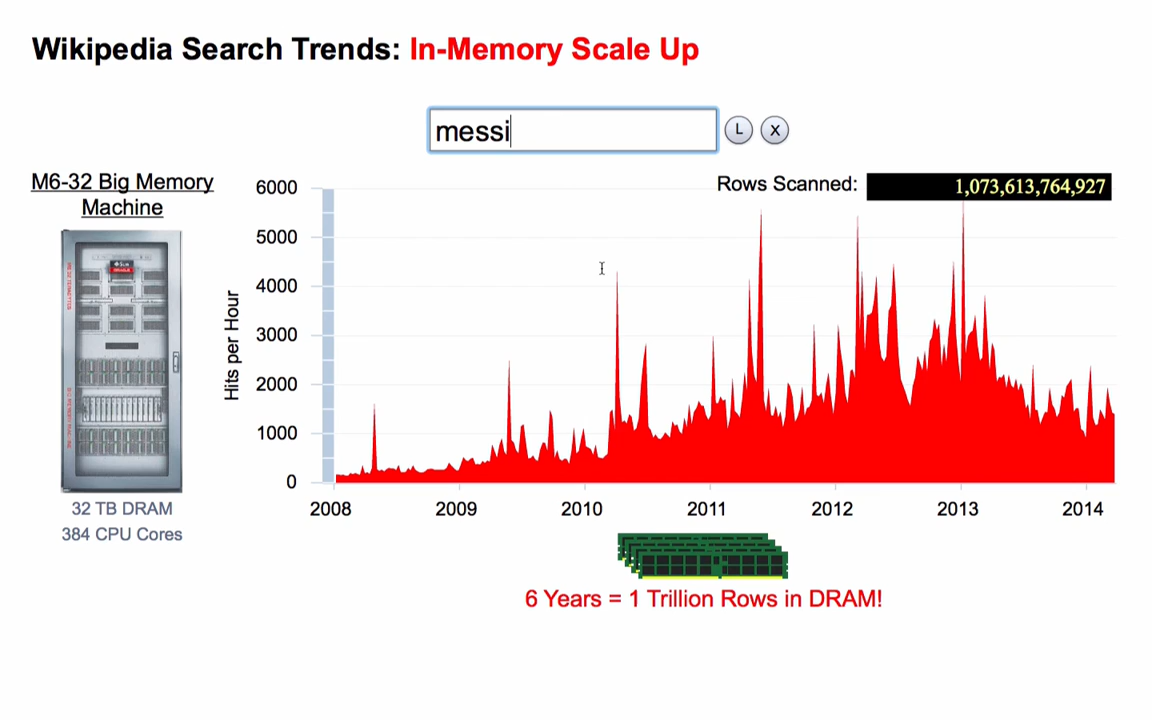 Wikipedia Search Trends: In-Memory Scale Up
messi
L X
M6-32 Big Memory
Machine
Rows Scanned: 1,073,613,764,927
6000
5000
4000
3000
2000
1000
0
Hits per Hour
2008 2009 2010 2011 2012 2013 2014
32 TB DRAM
384 CPU Cores
6 Years = 1 Trillion Rows in DRAM!